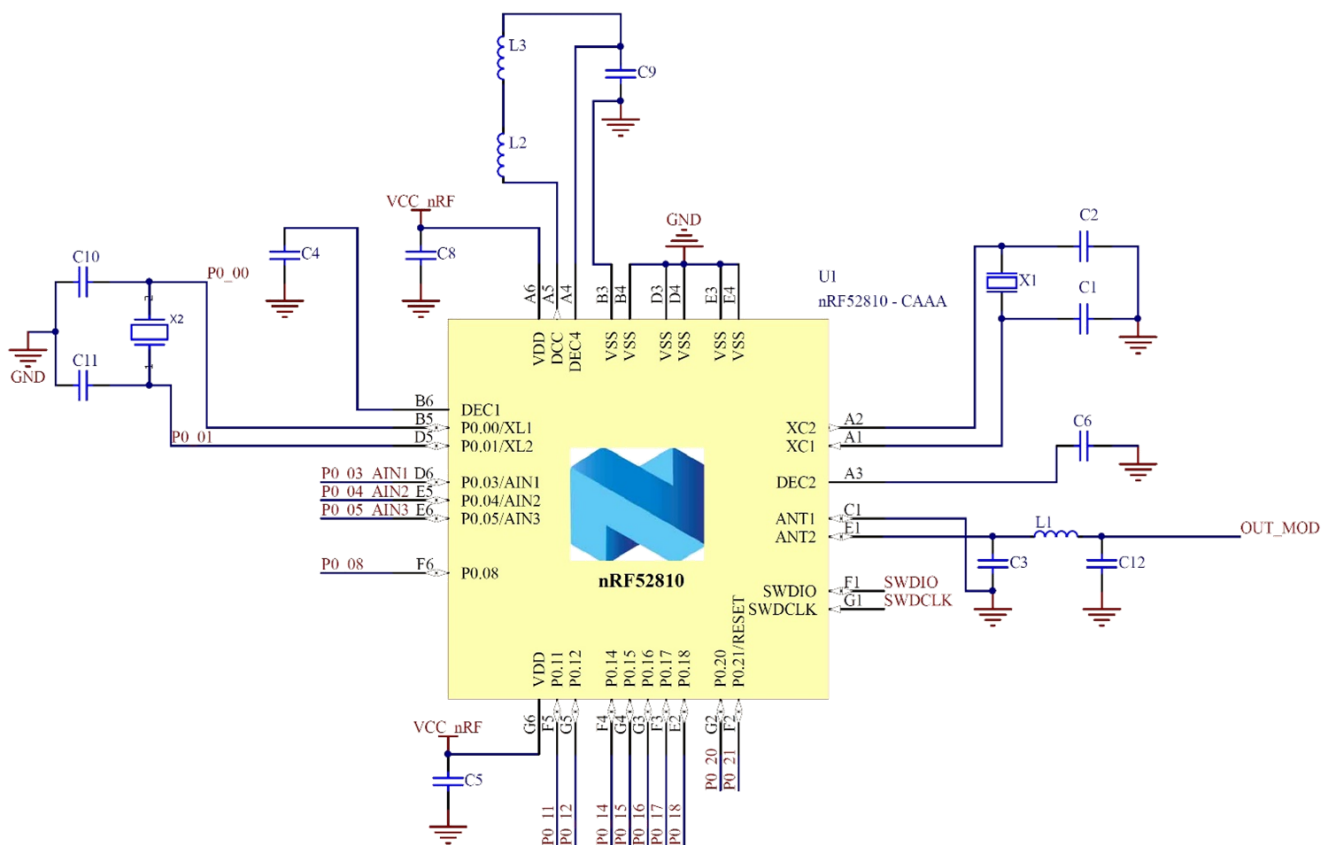 L3
C9
L2
VCC_nRF
GND
C2
C4
C8
C10
P0_00
A6
A5
A4
B3
B4
D3
D4
E3
E4
U1
nRF52810 - CAAA
X1
C1
2
X2
1
VDD
DCC
DEC4
VSS
VSS
VSS
VSS
VSS
VSS
GND
C11
B6
DEC1
B5
P0.00/XL1
P0_01
D5
P0.01/XL2
XC2
A2
XC1
A1
C6
P0_03_AIN1
D6
P0.03/AIN1
P0_04_AIN2
E5
P0.04/AIN2
P0_05_AIN3
E6
P0.05/AIN3
DEC2
A3
ANT1
C1
ANT2
E1
L1
OUT_MOD
C3
C12
P0_08
F6
P0.08
nRF52810
SWDIO
F1
SWDIO
SWDCLK
G1
SWDCLK
VDD
P0.11
P0.12
P0.14
P0.15
P0.16
P0.17
P0.18
P0.20
P0.21/RESET
G6
F5
G5
F4
G4
G3
F3
E2
G2
F2
VCC_nRF
C5
P0_11
P0_12
P0_14
P0_15
P0_16
P0_17
P0_18
P0_20
P0_21